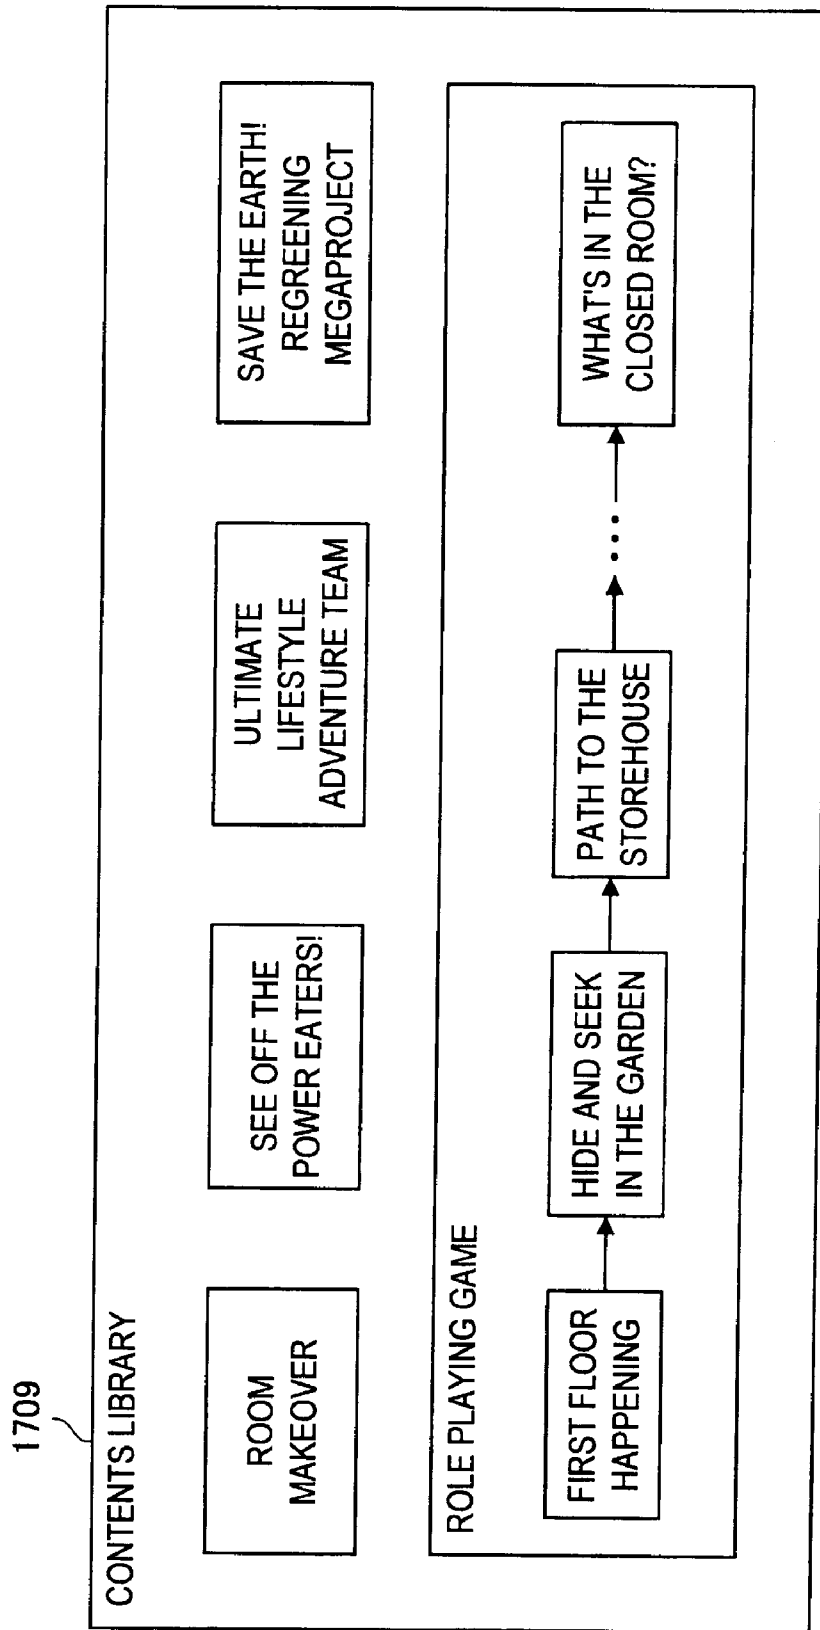 1709
CONTENTS LIBRARY
ROOM
MAKEOVER
SEE OFF THE
POWER EATERS!
ULTIMATE
LIFESTYLE
ADVENTURE TEAM
SAVE THE EARTH!
REGREENING
MEGAPROJECT
ROLE PLAYING GAME
FIRST FLOOR
HAPPENING
HIDE AND SEEK
IN THE GARDEN
PATH TO THE
STOREHOUSE
...
WHAT'S IN THE
CLOSED ROOM?